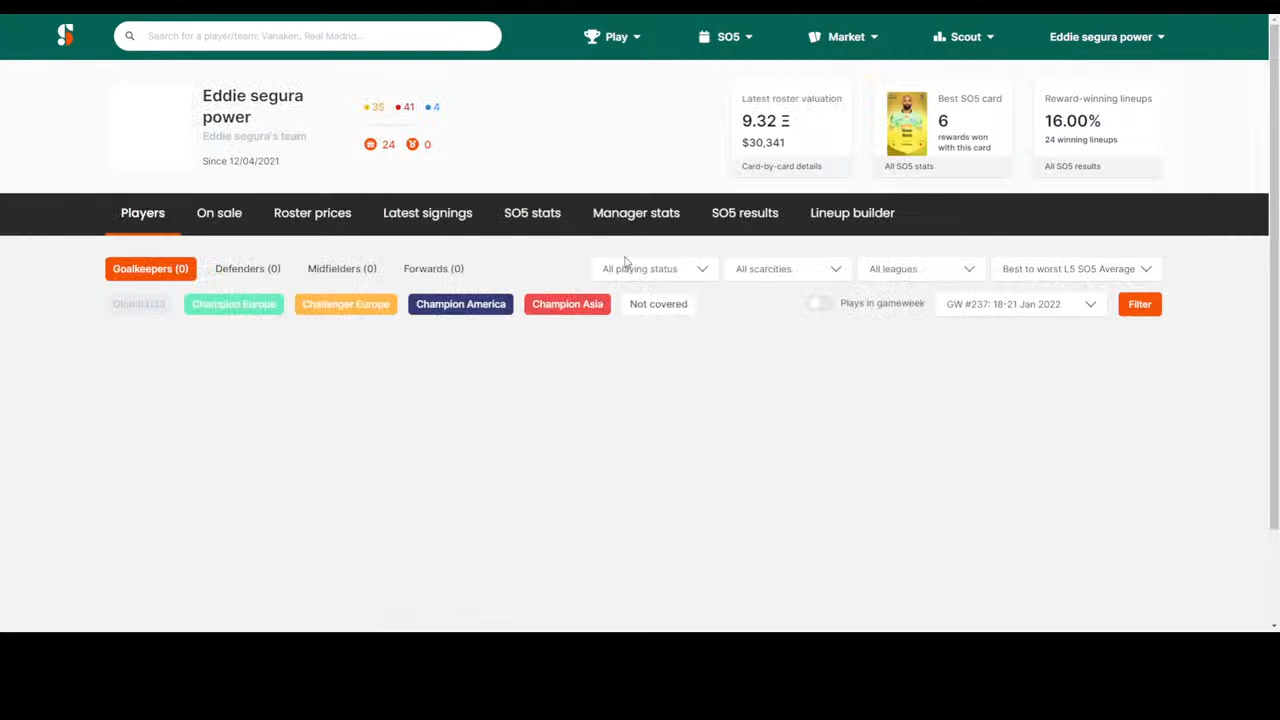 Search for a player/team: Vanaken, Real Madrid...
Play
SO5
Market
Scout
Eddie segura power
Eddie segura
power
Eddie segura's team
Since 12/04/2021
35
41
4
24
0
Latest roster valuation
9.32 Ξ
$30,341
Card-by-card details
Best SO5 card
6
rewards won
with this card
All SO5 stats
Reward-winning lineups
16.00%
24 winning lineups
All SO5 results
Players
On sale
Roster prices
Latest signings
SO5 stats
Manager stats
SO5 results
Lineup builder
Goalkeepers (0)
Defenders (0)
Midfielders (0)
Forwards (0)
All playing status
All scarcities
All leagues
Best to worst L5 SO5 Average
Global U23
Champion Europe
Challenger Europe
Champion America
Champion Asia
Not covered
Plays in gameweek
GW #237: 18-21 Jan 2022
Filter